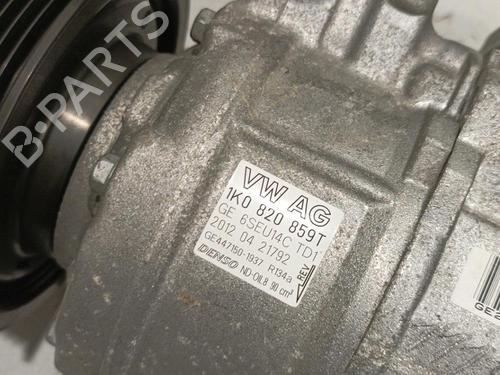 B-PARTS
VW AG
1K0 820 859T
GE 6SEU14C TD1
2012 04 21792
GE447150-1937 R134a
DENSO ND-OIL8 90 cm³
REV.